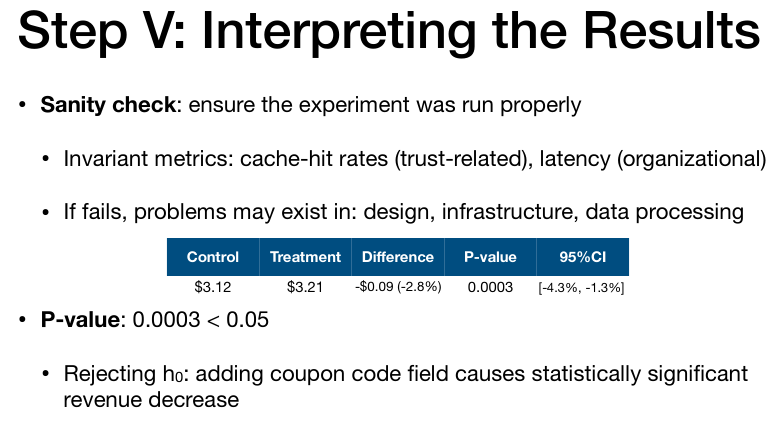 Step V: Interpreting the Results
• Sanity check: ensure the experiment was run properly
• Invariant metrics: cache-hit rates (trust-related), latency (organizational)
• If fails, problems may exist in: design, infrastructure, data processing
Control Treatment Difference P-value 95%CI
$3.12 $3.21 -$0.09 (-2.8%) 0.0003 [-4.3%, -1.3%]
• P-value: 0.0003 < 0.05
• Rejecting h₀: adding coupon code field causes statistically significant
revenue decrease